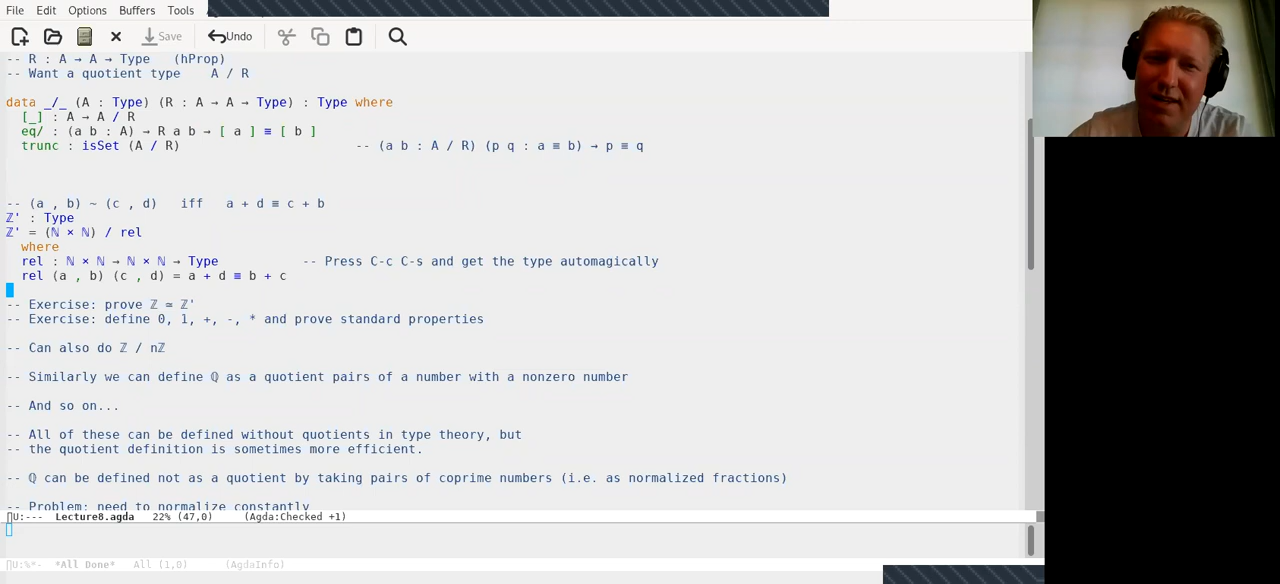 File Edit Options Buffers Tools
Save Undo
-- R : A → A → Type (hProp)
-- Want a quotient type A / R
data _/_ (A : Type) (R : A → A → Type) : Type where
[_] : A → A / R
eq/ : (a b : A) → R a b → [ a ] ≡ [ b ]
trunc : isSet (A / R) -- (a b : A / R) (p q : a ≡ b) → p ≡ q
-- (a , b) ~ (c , d) iff a + d ≡ c + b
ℤ' : Type
ℤ' = (ℕ × ℕ) / rel
where
rel : ℕ × ℕ → ℕ × ℕ → Type -- Press C-c C-s and get the type automagically
rel (a , b) (c , d) = a + d ≡ b + c
-- Exercise: prove ℤ ≃ ℤ'
-- Exercise: define 0, 1, +, -, * and prove standard properties
-- Can also do ℤ / nℤ
-- Similarly we can define ℚ as a quotient pairs of a number with a nonzero number
-- And so on...
-- All of these can be defined without quotients in type theory, but
-- the quotient definition is sometimes more efficient.
-- ℚ can be defined not as a quotient by taking pairs of coprime numbers (i.e. as normalized fractions)
-- Problem: need to normalize constantly
U:--- Lecture8.agda 22% (47,0) (Agda:Checked +1)
U:%*- *All Done* All (1,0) (AgdaInfo)